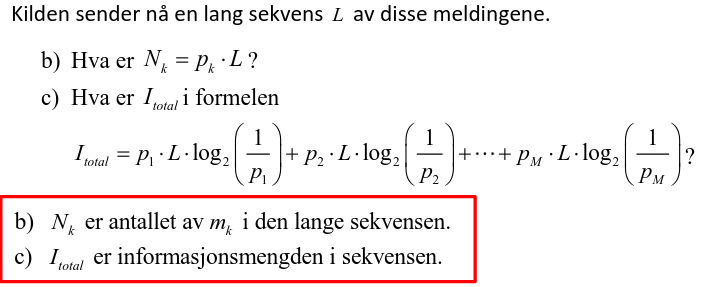 Kilden sender nå en lang sekvens L av disse meldingene.
b) Hva er N_k = p_k · L ?
c) Hva er I_total i formelen
I_total = p_1 · L · log_2 (1/p_1) + p_2 · L · log_2 (1/p_2) + ··· + p_M · L · log_2 (1/p_M) ?
b) N_k er antallet av m_k i den lange sekvensen.
c) I_total er informasjonsmengden i sekvensen.